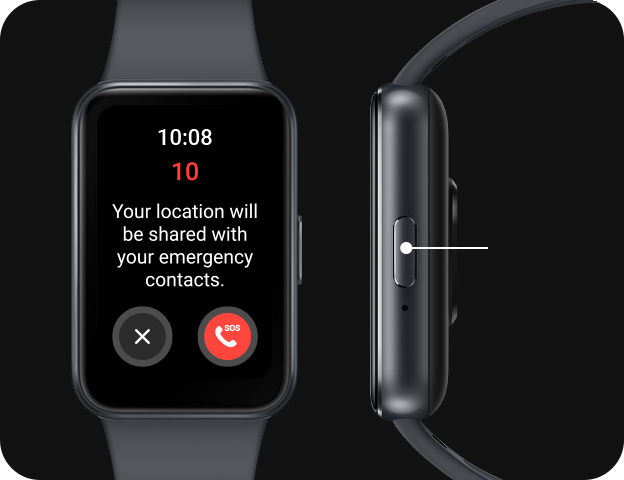 10:08
10
Your location will
be shared with
your emergency
contacts.
SOS